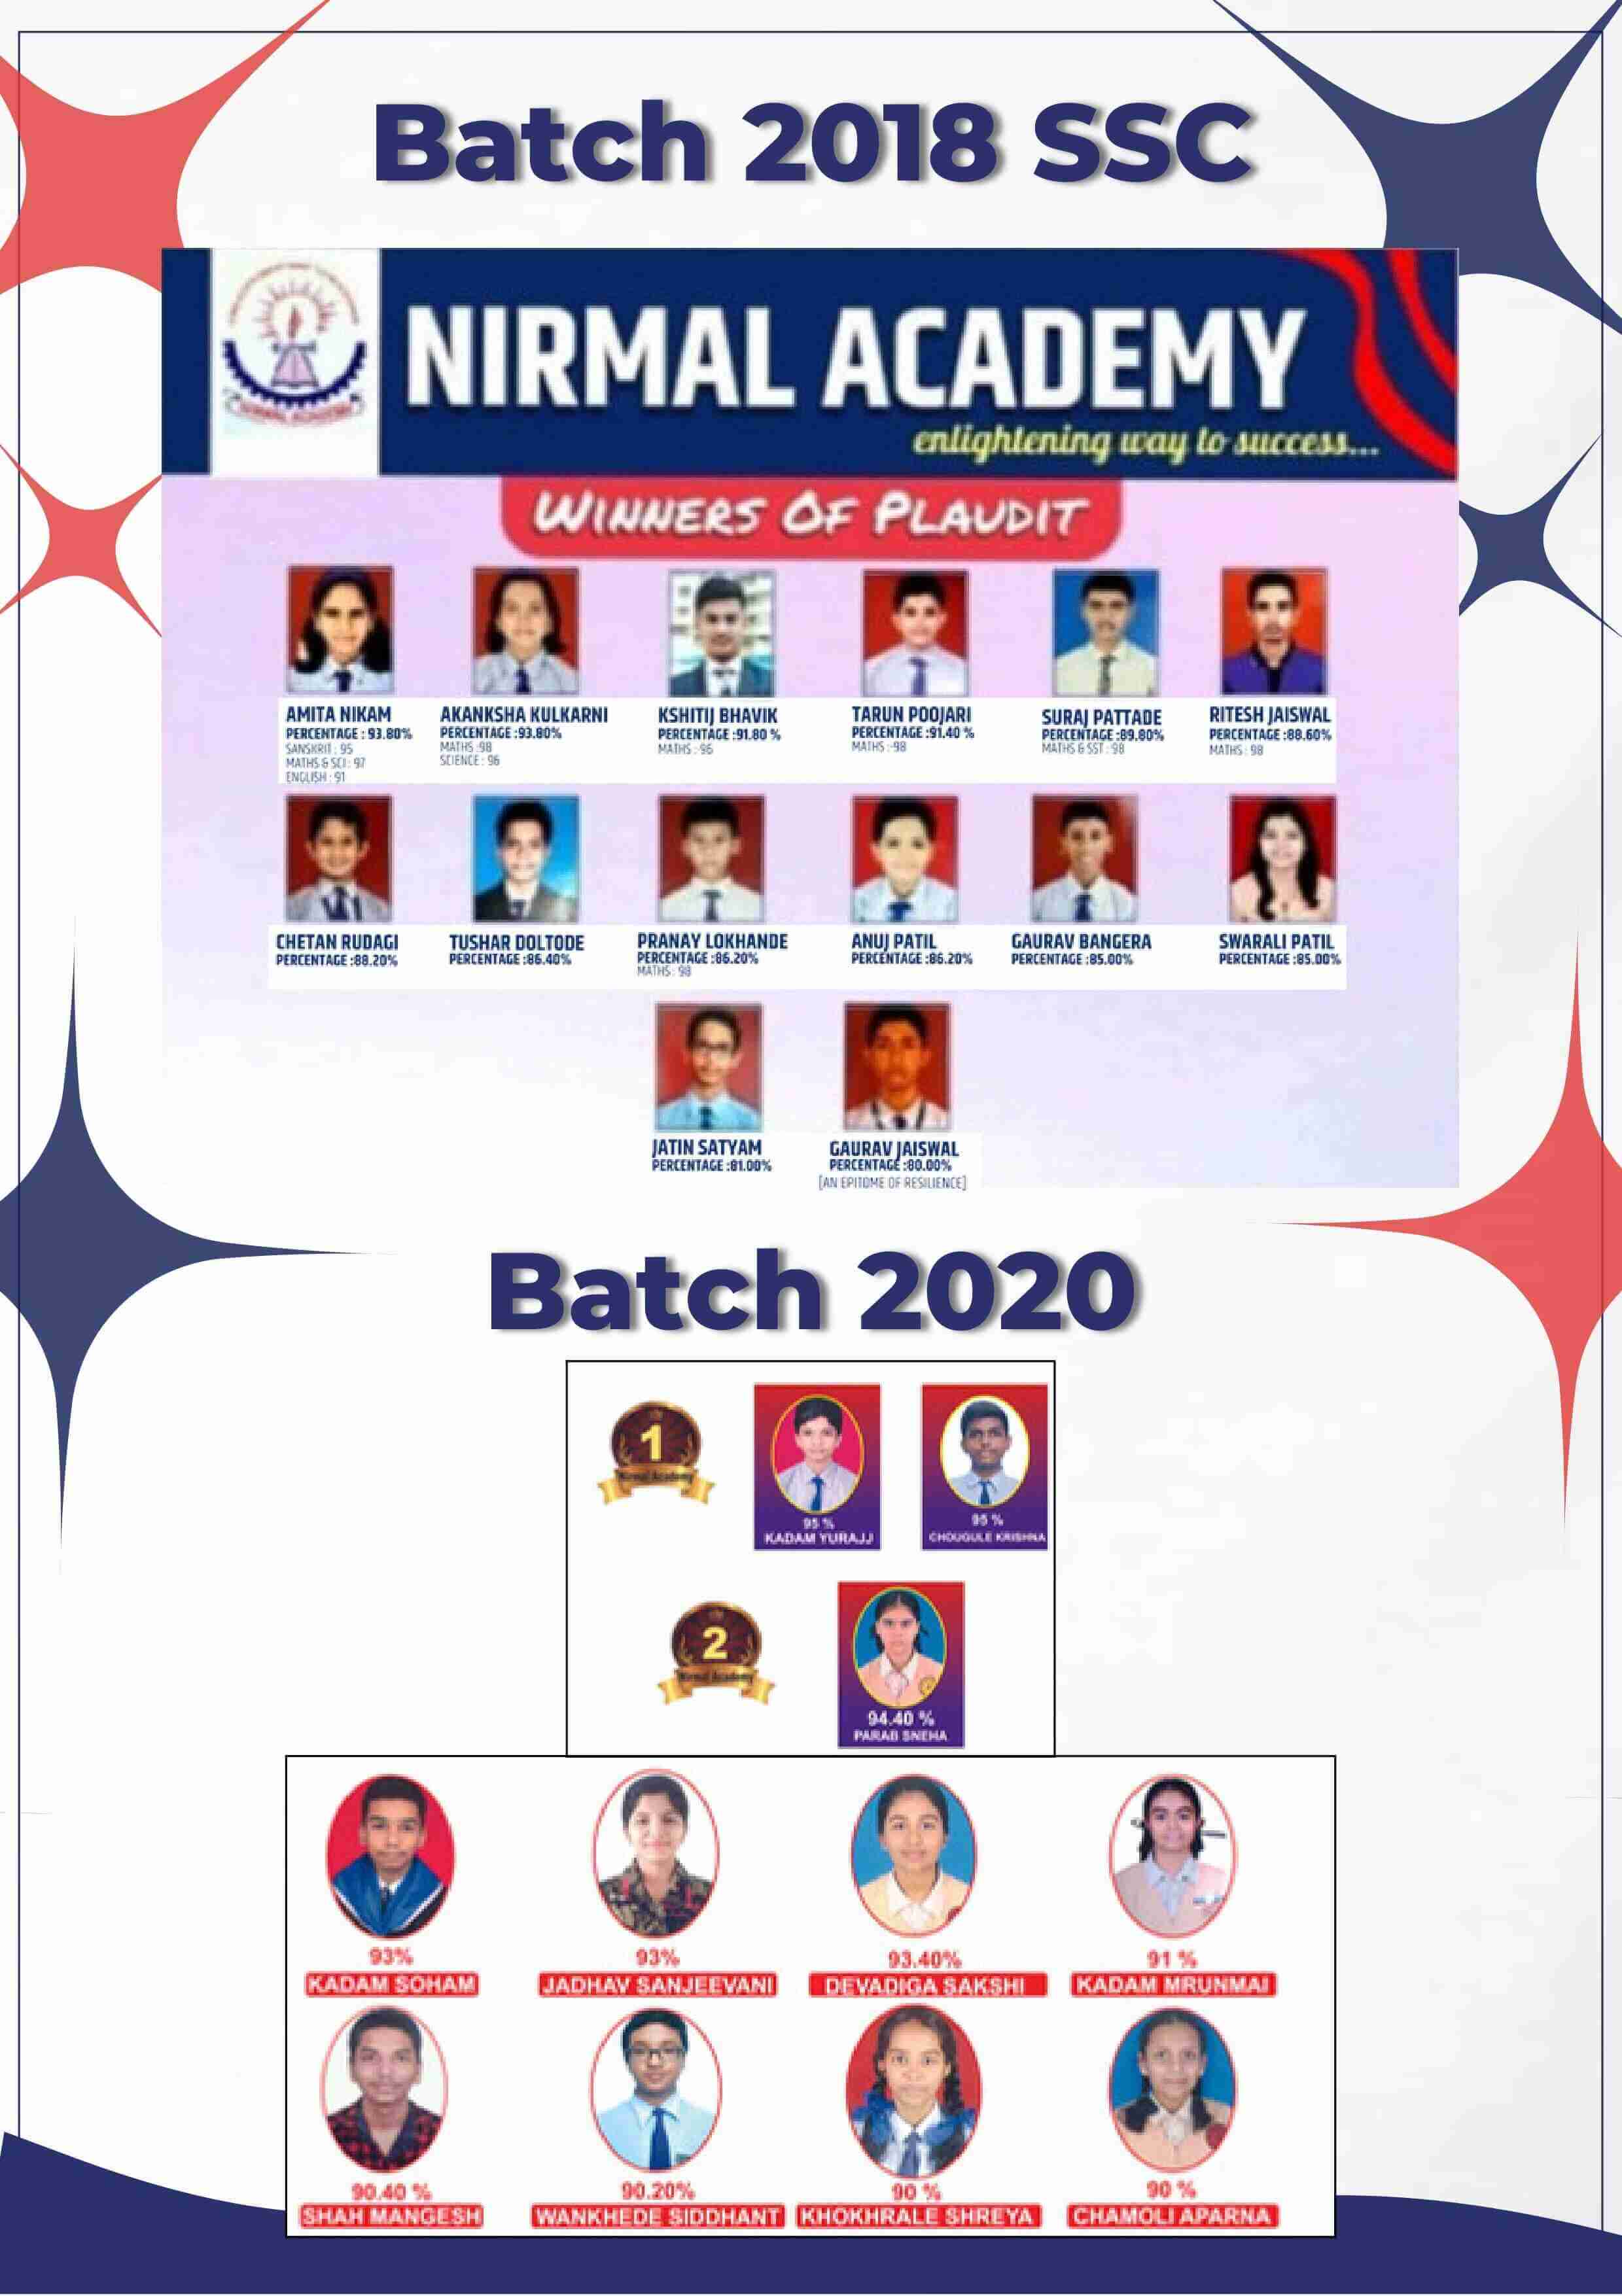 Batch 2018 SSC
NIRMAL ACADEMY
enlightening way to success...
WINNERS OF PLAUDIT
AMITA NIKAM
PERCENTAGE : 93.80%
SANSKRIT : 95
MATHS & SCI : 97
ENGLISH : 91
AKANKSHA KULKARNI
PERCENTAGE :93.80%
MATHS :98
SCIENCE : 96
KSHITIJ BHAVIK
PERCENTAGE :91.80 %
MATHS : 96
TARUN POOJARI
PERCENTAGE :91.40 %
MATHS :-98
SURAJ PATTADE
PERCENTAGE :89.80%
MATHS & SST : 98
RITESH JAISWAL
PERCENTAGE :88.60%
MATHS : 98
CHETAN RUDAGI
PERCENTAGE :88.20%
TUSHAR DOLTODE
PERCENTAGE :86.40%
PRANAY LOKHANDE
PERCENTAGE :86.20%
MATHS : 98
ANUJ PATIL
PERCENTAGE :86.20%
GAURAV BANGERA
PERCENTAGE :85.00%
SWARALI PATIL
PERCENTAGE :85.00%
JATIN SATYAM
PERCENTAGE :81.00%
GAURAV JAISWAL
PERCENTAGE :80.00%
[AN EPITOME OF RESILIENCE]
Batch 2020
1
Nirmal Academy
95 %
KADAM YURAJJ
95 %
CHOUGULE KRISHNA
2
Nirmal Academy
94.40 %
PARAB SNEHA
93%
KADAM SOHAM
93%
JADHAV SANJEEVANI
93.40%
DEVADIGA SAKSHI
91 %
KADAM MRUNMAI
90.40 %
SHAH MANGESH
90.20%
WANKHEDE SIDDHANT
90 %
KHOKHRALE SHREYA
90 %
CHAMOLI APARNA